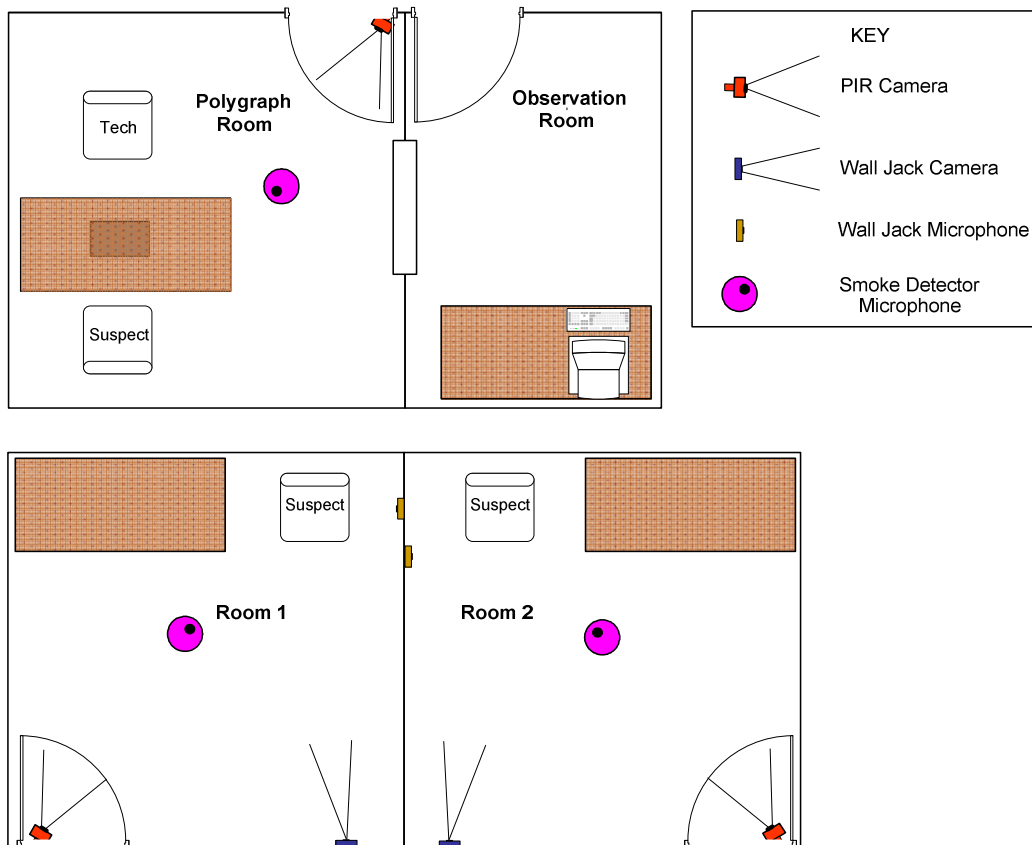 Polygraph
Room
Tech
Suspect
Observation
Room
KEY
PIR Camera
Wall Jack Camera
Wall Jack Microphone
Smoke Detector
Microphone
Suspect
Suspect
Room 1
Room 2